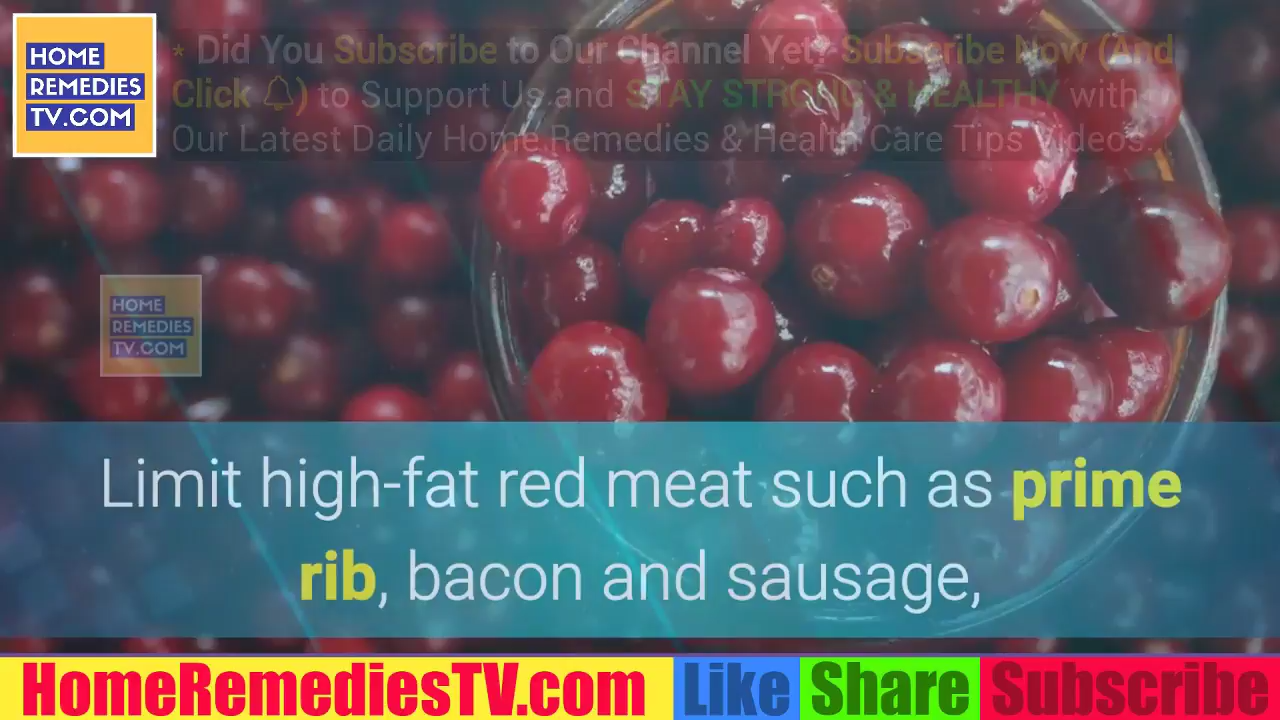 HOME
REMEDIES
TV.COM
* Did You Subscribe to Our Channel Yet? Subscribe Now (And
Click 🔔) to Support Us and STAY STRONG & HEALTHY with
Our Latest Daily Home Remedies & Health Care Tips Videos.
HOME
REMEDIES
TV.COM
Limit high-fat red meat such as prime
rib, bacon and sausage,
HomeRemediesTV.com Like Share Subscribe